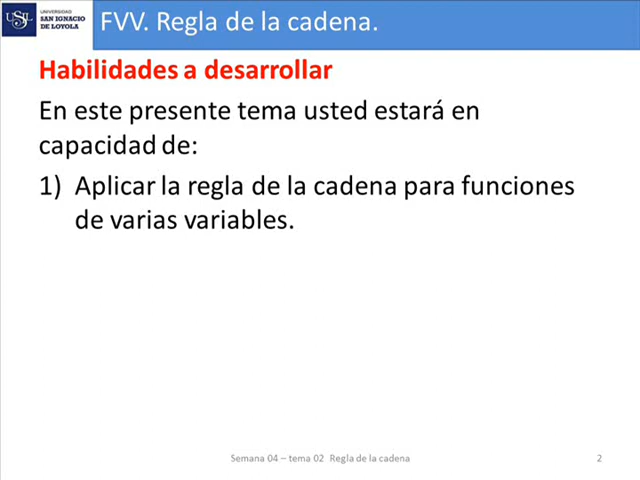 USIL
UNIVERSIDAD
SAN IGNACIO
DE LOYOLA
FVV. Regla de la cadena.
Habilidades a desarrollar
En este presente tema usted estará en
capacidad de:
1) Aplicar la regla de la cadena para funciones
de varias variables.
Semana 04 – tema 02 Regla de la cadena
2